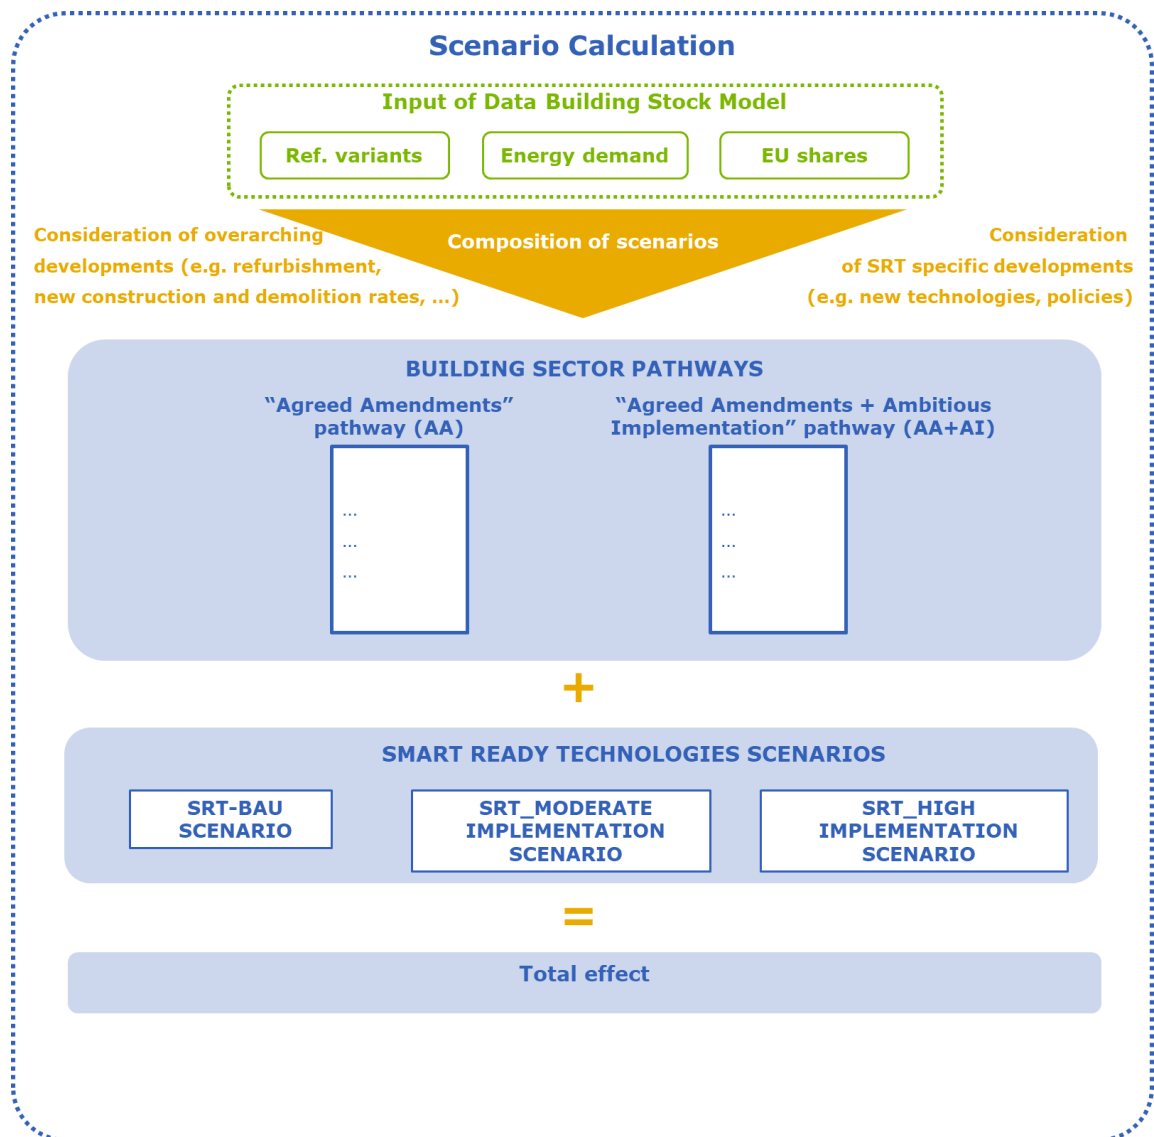 Scenario Calculation
Input of Data Building Stock Model
Ref. variants
Energy demand
EU shares
Composition of scenarios
Consideration of overarching
developments (e.g. refurbishment,
new construction and demolition rates, ...)
Consideration
of SRT specific developments
(e.g. new technologies, policies)
BUILDING SECTOR PATHWAYS
“Agreed Amendments”
pathway (AA)
...
...
...
“Agreed Amendments + Ambitious
Implementation” pathway (AA+AI)
...
...
...
+
SMART READY TECHNOLOGIES SCENARIOS
SRT-BAU
SCENARIO
SRT_MODERATE
IMPLEMENTATION
SCENARIO
SRT_HIGH
IMPLEMENTATION
SCENARIO
=
Total effect